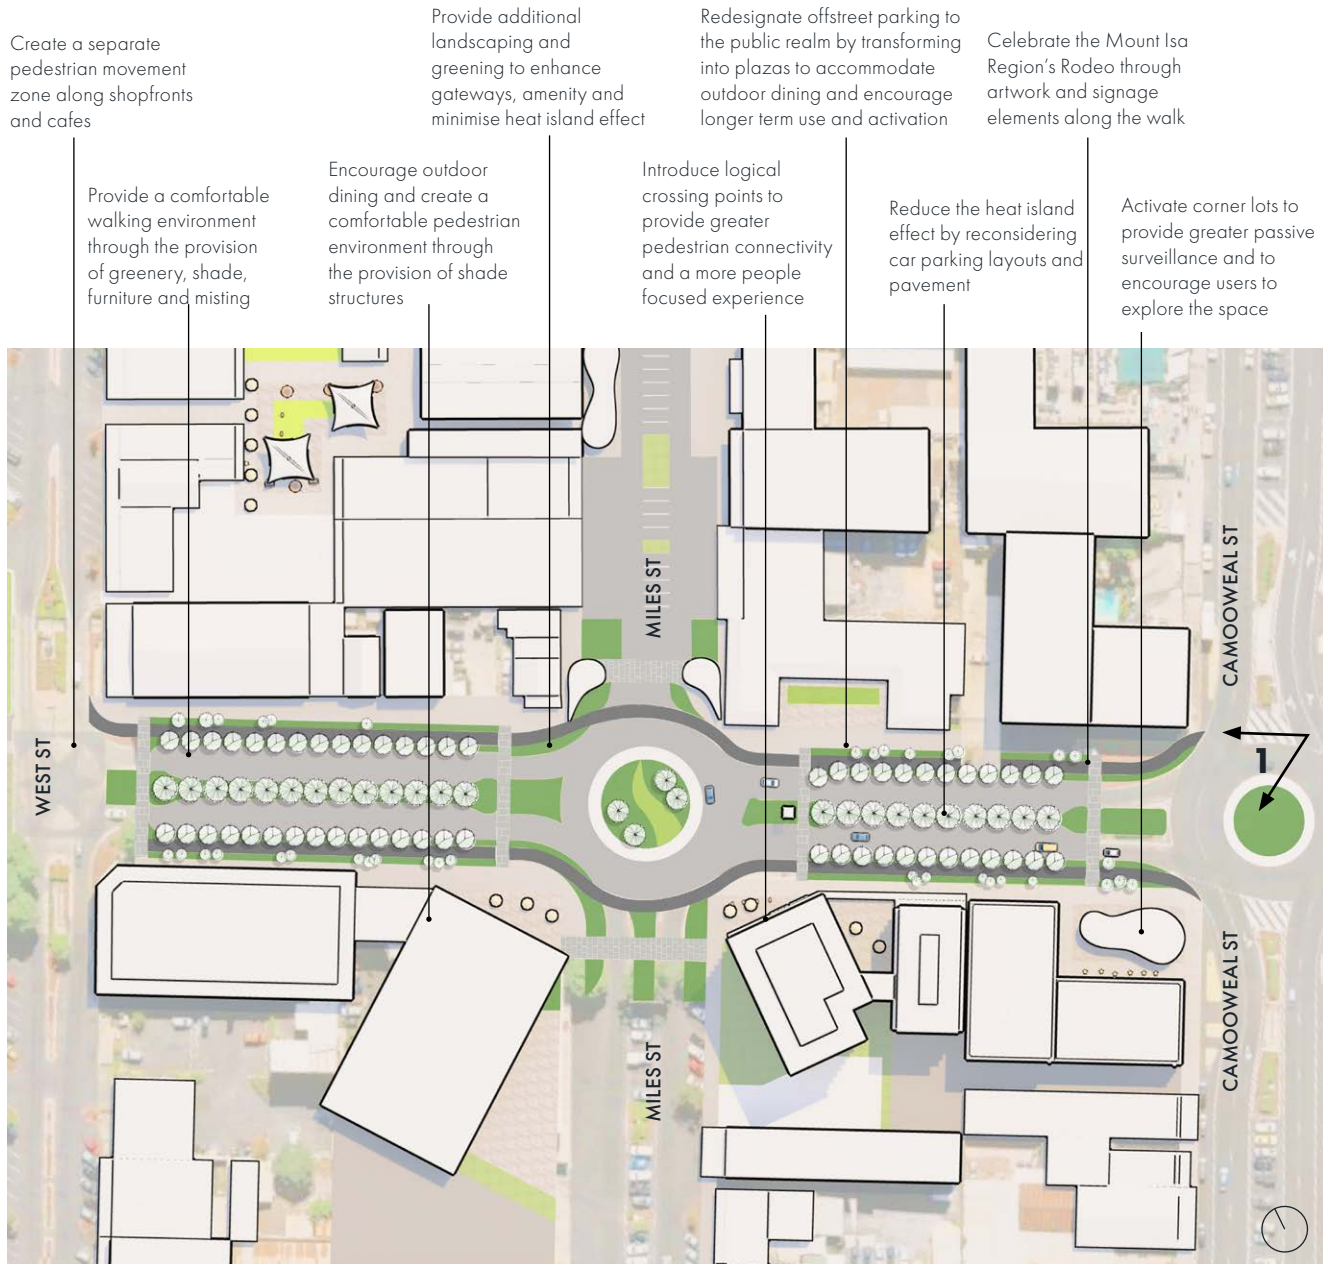 Create a separate
pedestrian movement
zone along shopfronts
and cafes
Provide a comfortable
walking environment
through the provision
of greenery, shade,
furniture and misting
Encourage outdoor
dining and create a
comfortable pedestrian
environment through
the provision of shade
structures
Provide additional
landscaping and
greening to enhance
gateways, amenity and
minimise heat island effect
Introduce logical
crossing points to
provide greater
pedestrian connectivity
and a more people
focused experience
Redesignate offstreet parking to
the public realm by transforming
into plazas to accommodate
outdoor dining and encourage
longer term use and activation
Reduce the heat island
effect by reconsidering
car parking layouts and
pavement
Celebrate the Mount Isa
Region's Rodeo through
artwork and signage
elements along the walk
Activate corner lots to
provide greater passive
surveillance and to
encourage users to
explore the space
MILES ST
CAMOOWEAL ST
WEST ST
1
MILES ST
CAMOOWEAL ST